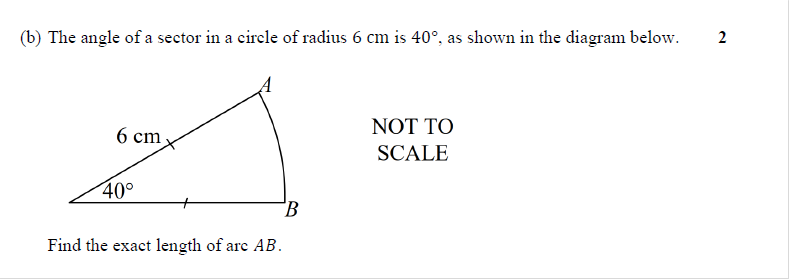 (b) The angle of a sector in a circle of radius 6 cm is 40°, as shown in the diagram below. 2
A
6 cm
NOT TO
SCALE
40°
B
Find the exact length of arc AB.